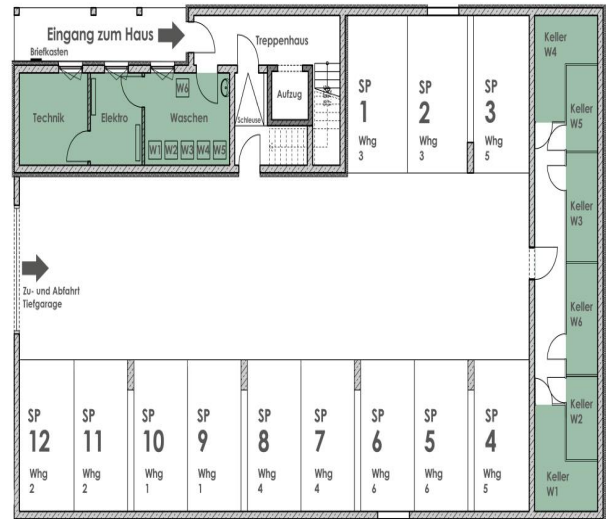 Eingang zum Haus
Briefkasten
Treppenhaus
Technik
Elektro
Waschen
W6
W1 W2 W3 W4 W5
Schleuse
Aufzug
SP
1
Whg
3
SP
2
Whg
3
SP
3
Whg
5
Keller
W4
Keller
W5
Keller
W3
Keller
W6
Keller
W2
Keller
W1
Zu- und Abfahrt
Tiefgarage
SP
12
Whg
2
SP
11
Whg
2
SP
10
Whg
1
SP
9
Whg
1
SP
8
Whg
4
SP
7
Whg
4
SP
6
Whg
6
SP
5
Whg
6
SP
4
Whg
5